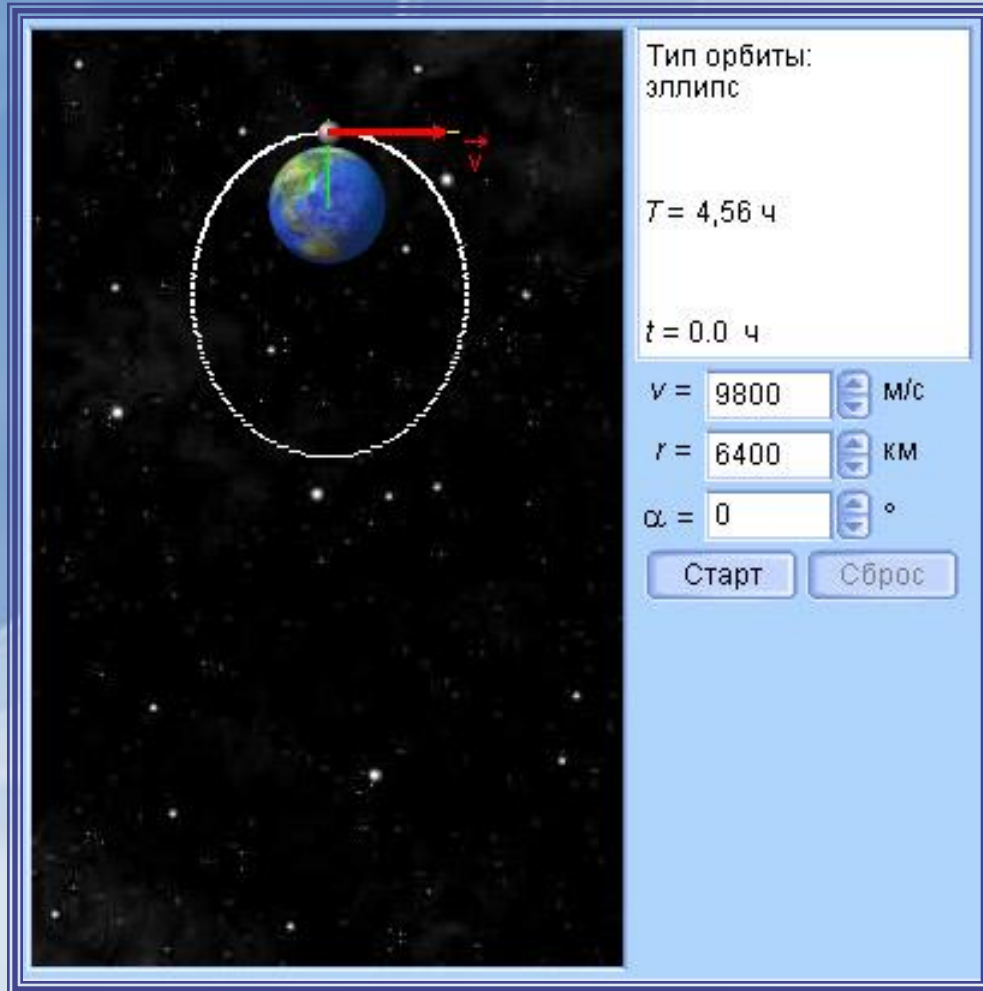 Тип орбиты:
эллипс
T = 4,56 ч
t = 0.0 ч
v
v = 9800 м/с
r = 6400 км
α = 0 °
Старт Сброс